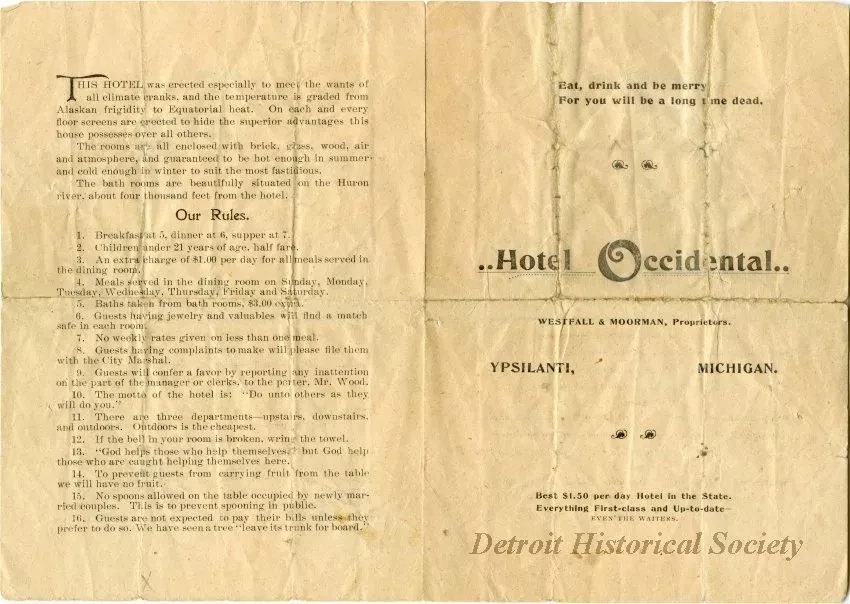 THIS HOTEL was erected especially to meet the wants of
all climate cranks, and the temperature is graded from
Alaskan frigidity to Equatorial heat. On each and every
floor screens are erected to hide the superior advantages this
house possesses over all others.
The rooms are all enclosed with brick, glass, wood, air
and atmosphere, and guaranteed to be hot enough in summer
and cold enough in winter to suit the most fastidious.
The bath rooms are beautifully situated on the Huron
river, about four thousand feet from the hotel.
Our Rules.
1. Breakfast at 5, dinner at 6, supper at 7.
2. Children under 21 years of age, half fare.
3. An extra charge of $1.00 per day for all meals served in
the dining room.
4. Meals served in the dining room on Sunday, Monday,
Tuesday, Wednesday, Thursday, Friday and Saturday.
5. Baths taken from bath rooms, $3.00 extra.
6. Guests having jewelry and valuables will find a match
safe in each room.
7. No weekly rates given on less than one meal.
8. Guests having complaints to make will please file them
with the City Marshal.
9. Guests will confer a favor by reporting any inattention
on the part of the manager or clerks, to the porter, Mr. Wood.
10. The motto of the hotel is: "Do unto others as they
will do you."
11. There are three departments—upstairs, downstairs,
and outdoors. Outdoors is the cheapest.
12. If the bell in your room is broken, wring the towel.
13. "God helps those who help themselves," but God help
those who are caught helping themselves here.
14. To prevent guests from carrying fruit from the table
we will have no fruit.
15. No spoons allowed on the table occupied by newly mar-
ried couples. This is to prevent spooning in public.
16. Guests are not expected to pay their bills unless they
prefer to do so. We have seen a tree "leave its trunk for board."
Eat, drink and be merry
For you will be a long time dead.
..Hotel Occidental..
WESTFALL & MOORMAN, Proprietors.
YPSILANTI, MICHIGAN.
Best $1.50 per day Hotel in the State.
Everything First-class and Up-to-date—
EVEN THE WAITERS.
Detroit Historical Society